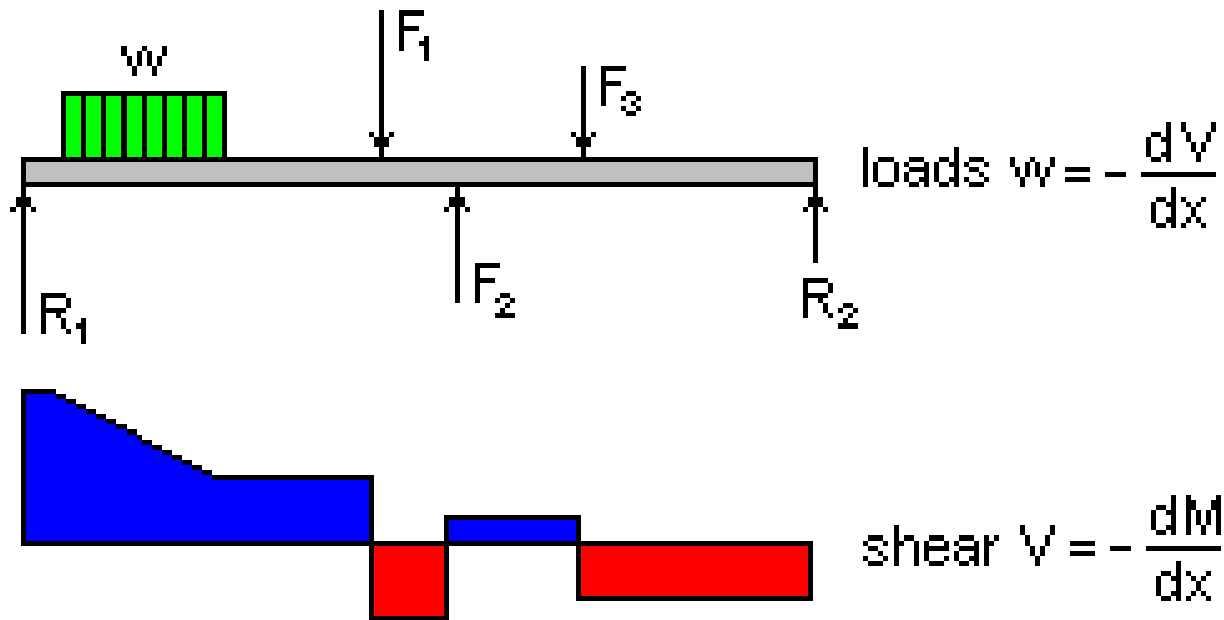 w
F₁
F₃
loads w = - dV/dx
R₁
F₂
R₂
shear V = - dM/dx